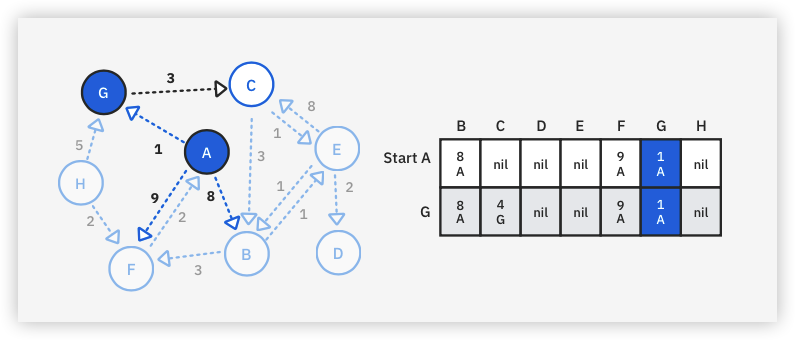 3
G
C
8
1
5
1
A
3
E
H
9
8
1
2
2
2
1
B
F
3
D
B C D E F G H
Start A
8 A nil nil nil 9 A 1 A nil
G
8 A 4 G nil nil 9 A 1 A nil